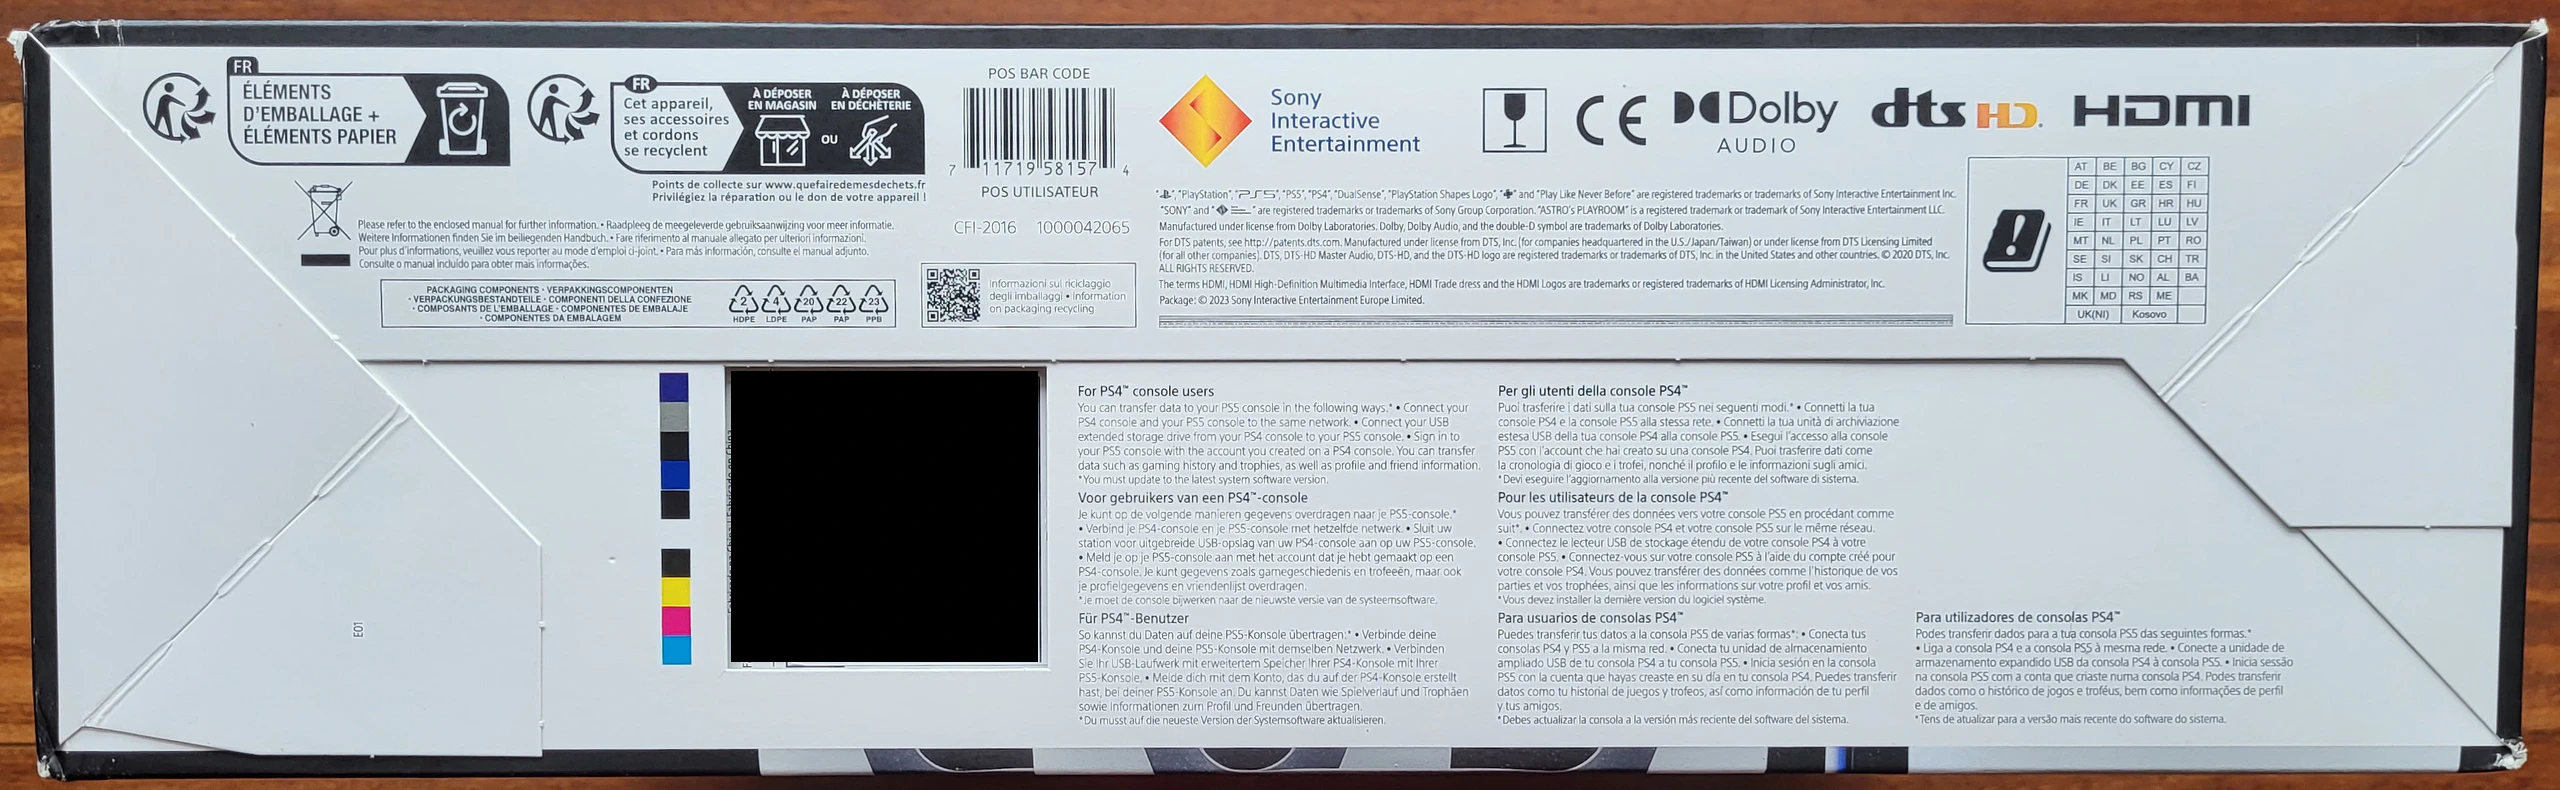 FR
ÉLÉMENTS
D'EMBALLAGE +
ÉLÉMENTS PAPIER
FR
Cet appareil,
ses accessoires
et cordons
se recyclent
À DÉPOSER
EN MAGASIN
OU
À DÉPOSER
EN DÉCHÈTERIE
Points de collecte sur www.quefairedemesdechets.fr
Privilégiez la réparation ou le don de votre appareil !
Please refer to the enclosed manual for further information. • Raadpleeg de meegeleverde gebruiksaanwijzing voor meer informatie.
Weitere Informationen finden Sie im beiliegenden Handbuch. • Fare riferimento al manuale allegato per ulteriori informazioni.
Pour plus d'informations, veuillez vous reporter au mode d'emploi ci-joint. • Para más información, consulte el manual adjunto.
Consulte o manual incluído para obter mais informações.
PACKAGING COMPONENTS · VERPAKKINGSCOMPONENTEN
· VERPACKUNGSBESTANDTEILE · COMPONENTI DELLA CONFEZIONE
· COMPOSANTS DE L'EMBALLAGE · COMPONENTES DE EMBALAJE
· COMPONENTES DA EMBALAGEM
2 4 20 22 23
HDPE LDPE PAP PAP PPB
POS BAR CODE
7 11719 58157 4
POS UTILISATEUR
CFI-2016 1000042065
Informazioni sul riciclaggio
degli imballaggi • Information
on packaging recycling
Sony
Interactive
Entertainment
CE
Dolby
AUDIO
dts HD.
HDMI
"PlayStation", "PS5", "PS5", "PS4", "DualSense", "PlayStation Shapes Logo", and "Play Like Never Before" are registered trademarks or trademarks of Sony Interactive Entertainment Inc.
"SONY" and " " are registered trademarks or trademarks of Sony Group Corporation. "ASTRO's PLAYROOM" is a registered trademark or trademark of Sony Interactive Entertainment LLC.
Manufactured under license from Dolby Laboratories. Dolby, Dolby Audio, and the double-D symbol are trademarks of Dolby Laboratories.
For DTS patents, see http://patents.dts.com. Manufactured under license from DTS, Inc. (for companies headquartered in the U.S./Japan/Taiwan) or under license from DTS Licensing Limited
(for all other companies). DTS, DTS-HD Master Audio, DTS-HD, and the DTS-HD logo are registered trademarks or trademarks of DTS, Inc. in the United States and other countries. © 2020 DTS, Inc.
ALL RIGHTS RESERVED.
The terms HDMI, HDMI High-Definition Multimedia Interface, HDMI Trade dress and the HDMI Logos are trademarks or registered trademarks of HDMI Licensing Administrator, Inc.
Package: © 2023 Sony Interactive Entertainment Europe Limited.
AT BE BG CY CZ
DE DK EE ES FI
FR UK GR HR HU
IE IT LT LU LV
MT NL PL PT RO
SE SI SK CH TR
IS LI NO AL BA
MK MD RS ME
UK(NI) Kosovo
E01
For PS4™ console users
You can transfer data to your PS5 console in the following ways.* • Connect your
PS4 console and your PS5 console to the same network. • Connect your USB
extended storage drive from your PS4 console to your PS5 console. • Sign in to
your PS5 console with the account you created on a PS4 console. You can transfer
data such as gaming history and trophies, as well as profile and friend information.
*You must update to the latest system software version.
Voor gebruikers van een PS4™-console
Je kunt op de volgende manieren gegevens overdragen naar je PS5-console.*
• Verbind je PS4-console en je PS5-console met hetzelfde netwerk. • Sluit uw
station voor uitgebreide USB-opslag van uw PS4-console aan op uw PS5-console.
• Meld je op je PS5-console aan met het account dat je hebt gemaakt op een
PS4-console. Je kunt gegevens zoals gamegeschiedenis en trofeeën, maar ook
je profielgegevens en vriendenlijst overdragen.
*Je moet de console bijwerken naar de nieuwste versie van de systeemsoftware.
Für PS4™-Benutzer
So kannst du Daten auf deine PS5-Konsole übertragen:* • Verbinde deine
PS4-Konsole und deine PS5-Konsole mit demselben Netzwerk. • Verbinden
Sie Ihr USB-Laufwerk mit erweitertem Speicher Ihrer PS4-Konsole mit Ihrer
PS5-Konsole. • Melde dich mit dem Konto, das du auf der PS4-Konsole erstellt
hast, bei deiner PS5-Konsole an. Du kannst Daten wie Spielverlauf und Trophäen
sowie Informationen zum Profil und Freunden übertragen.
*Du musst auf die neueste Version der Systemsoftware aktualisieren.
Per gli utenti della console PS4™
Puoi trasferire i dati sulla tua console PS5 nei seguenti modi.* • Connetti la tua
console PS4 e la console PS5 alla stessa rete. • Connetti la tua unità di archiviazione
estesa USB della tua console PS4 alla console PS5. • Esegui l'accesso alla console
PS5 con l'account che hai creato su una console PS4. Puoi trasferire dati come
la cronologia di gioco e i trofei, nonché il profilo e le informazioni sugli amici.
*Devi eseguire l'aggiornamento alla versione più recente del software di sistema.
Pour les utilisateurs de la console PS4™
Vous pouvez transférer des données vers votre console PS5 en procédant comme
suit*. • Connectez votre console PS4 et votre console PS5 sur le même réseau.
• Connectez le lecteur USB de stockage étendu de votre console PS4 à votre
console PS5. • Connectez-vous sur votre console PS5 à l'aide du compte créé pour
votre console PS4. Vous pouvez transférer des données comme l'historique de vos
parties et vos trophées, ainsi que les informations sur votre profil et vos amis.
*Vous devez installer la dernière version du logiciel système.
Para usuarios de consolas PS4™
Puedes transferir tus datos a la consola PS5 de varias formas*: • Conecta tus
consolas PS4 y PS5 a la misma red. • Conecta tu unidad de almacenamiento
ampliado USB de tu consola PS4 a tu consola PS5. • Inicia sesión en la consola
PS5 con la cuenta que hayas creaste en su día en tu consola PS4. Puedes transferir
datos como tu historial de juegos y trofeos, así como información de tu perfil
y tus amigos.
*Debes actualizar la consola a la versión más reciente del software del sistema.
Para utilizadores de consolas PS4™
Podes transferir dados para a tua consola PS5 das seguintes formas.*
• Liga a consola PS4 e a consola PS5 à mesma rede. • Conecte a unidade de
armazenamento expandido USB da consola PS4 à consola PS5. • Inicia sessão
na consola PS5 com a conta que criaste numa consola PS4. Podes transferir
dados como o histórico de jogos e troféus, bem como informações de perfil
e de amigos.
*Tens de atualizar para a versão mais recente do software do sistema.